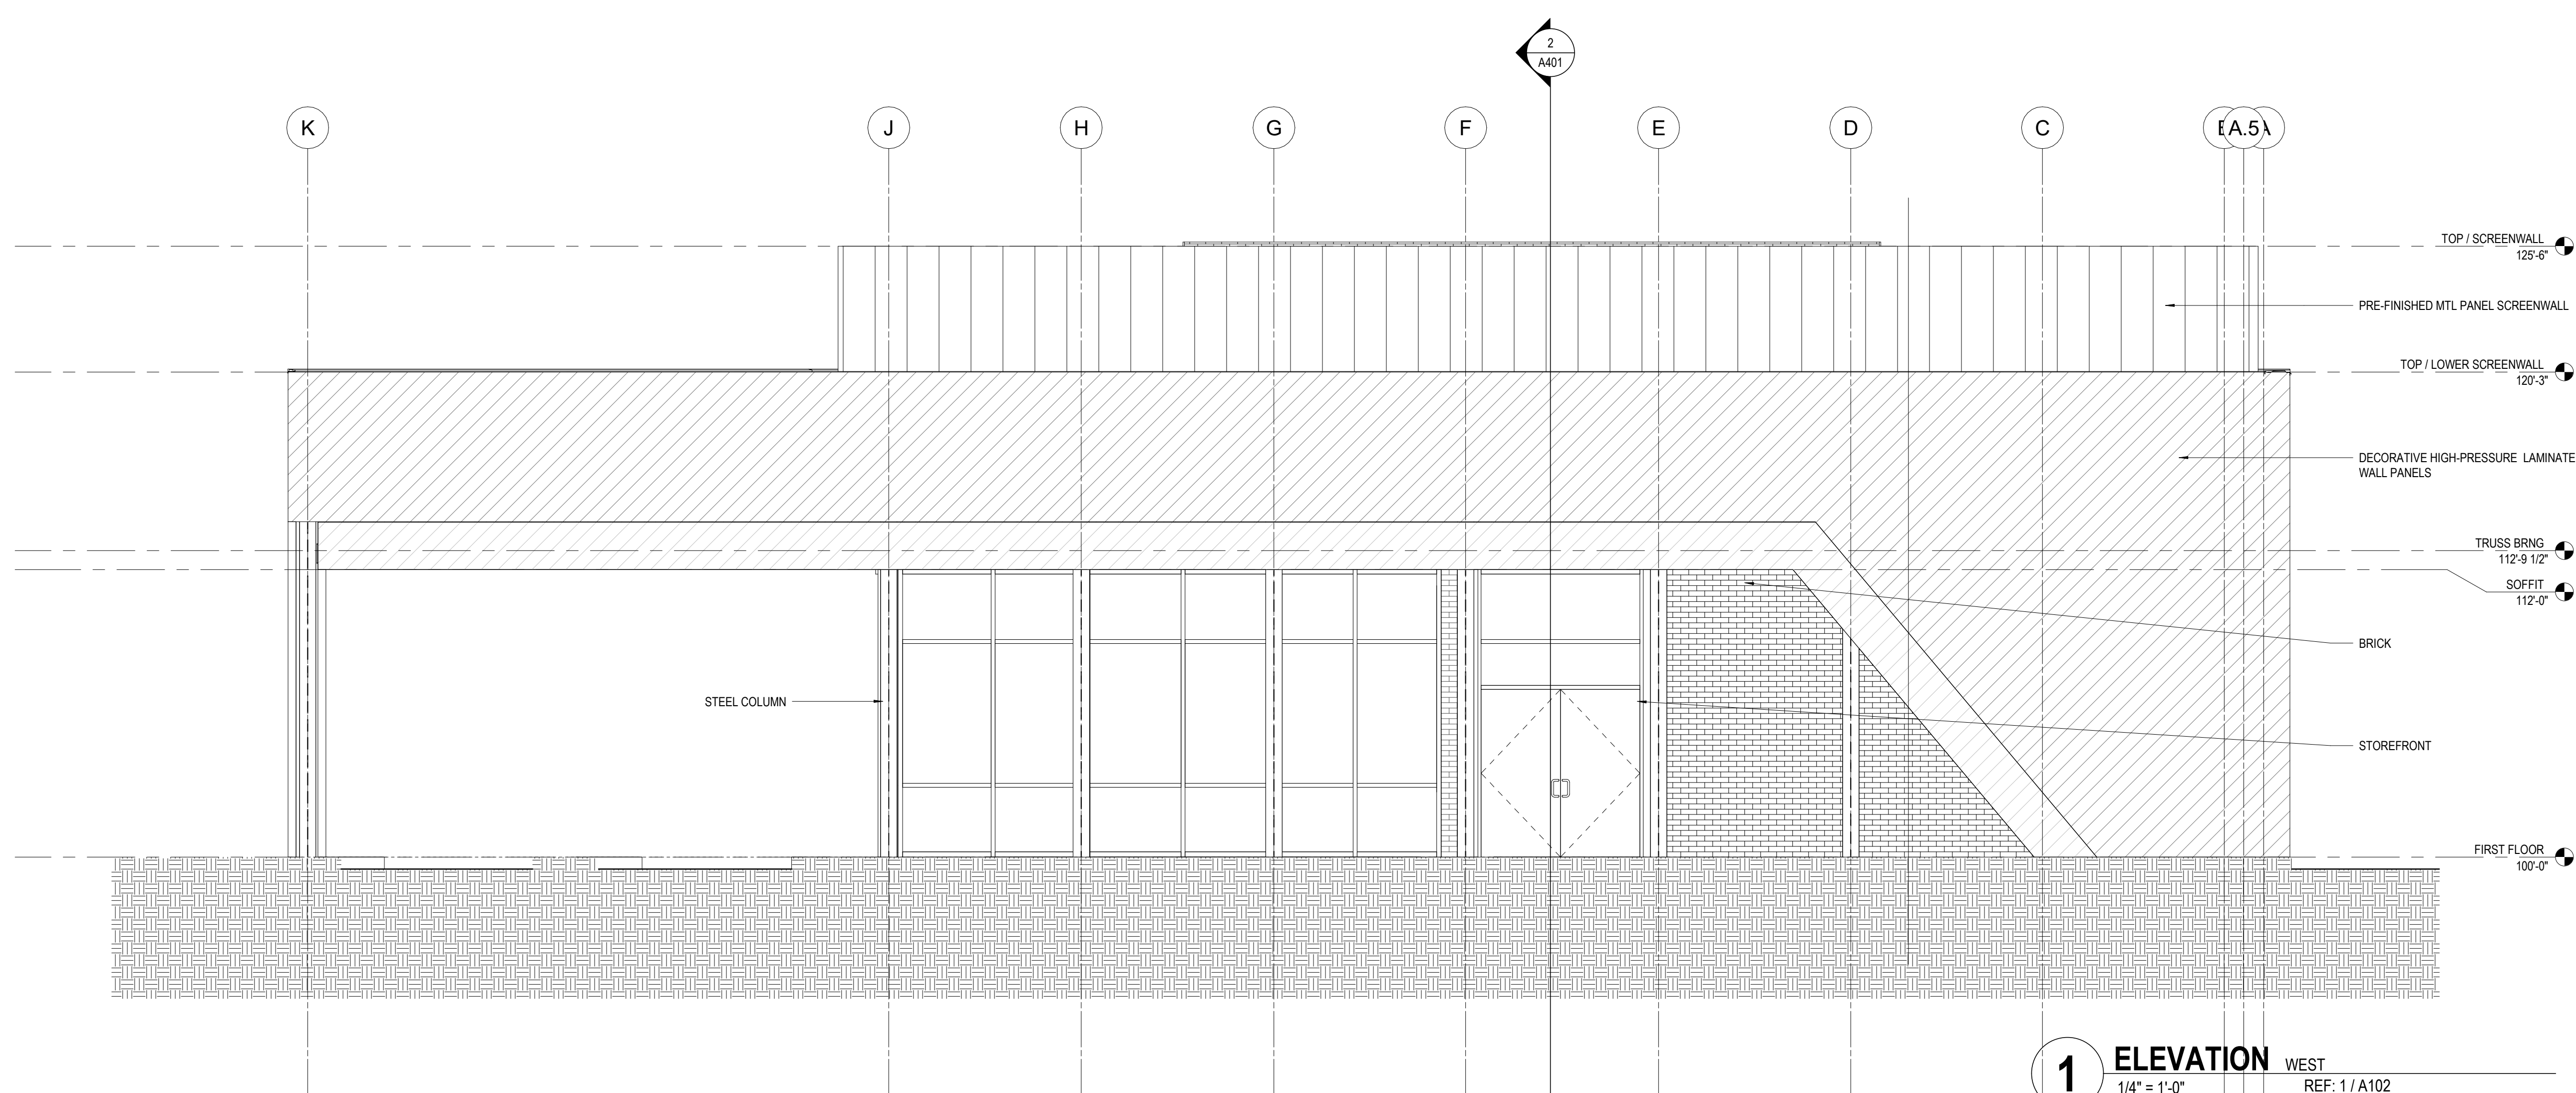 2
A401
K
J
H
G
F
E
D
C
A.5
TOP / SCREENWALL
125'-6"
PRE-FINISHED MTL PANEL SCREENWALL
TOP / LOWER SCREENWALL
120'-3"
DECORATIVE HIGH-PRESSURE LAMINATE
WALL PANELS
TRUSS BRNG
112'-9 1/2"
SOFFIT
112'-0"
BRICK
STEEL COLUMN
STOREFRONT
FIRST FLOOR
100'-0"
1
ELEVATION WEST
1/4" = 1'-0"
REF: 1 / A102